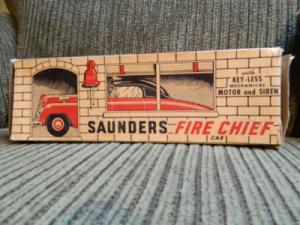 with
KEY-LESS
MECHANICAL
MOTOR and SIREN
SAUNDERS FIRE CHIEF
CAR